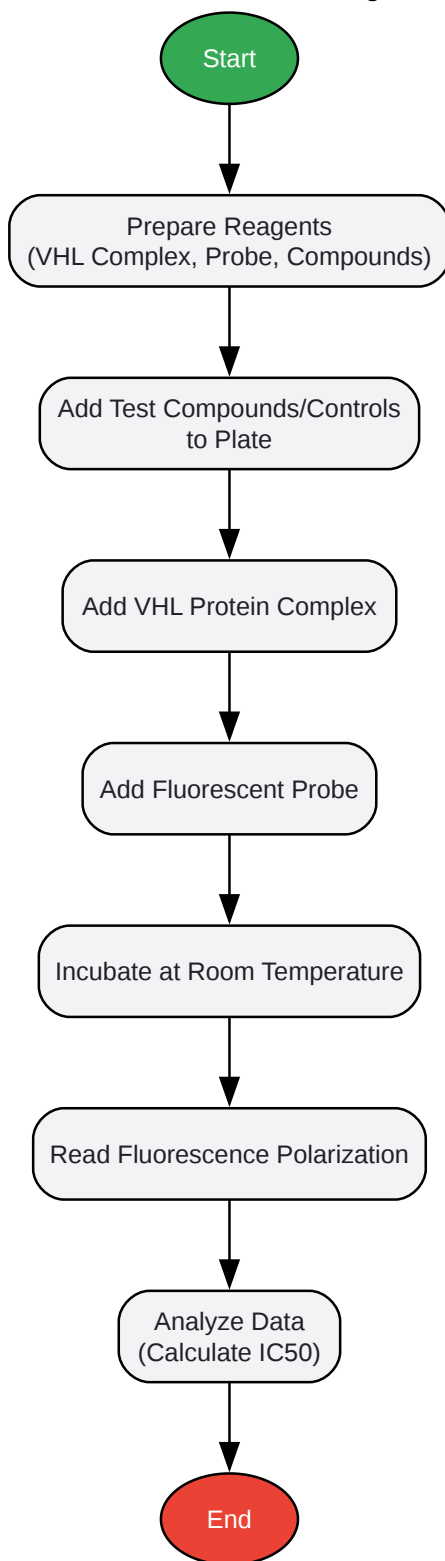 Start
Prepare Reagents
(VHL Complex, Probe, Compounds)
Add Test Compounds/Controls
to Plate
Add VHL Protein Complex
Add Fluorescent Probe
Incubate at Room Temperature
Read Fluorescence Polarization
Analyze Data
(Calculate IC50)
End